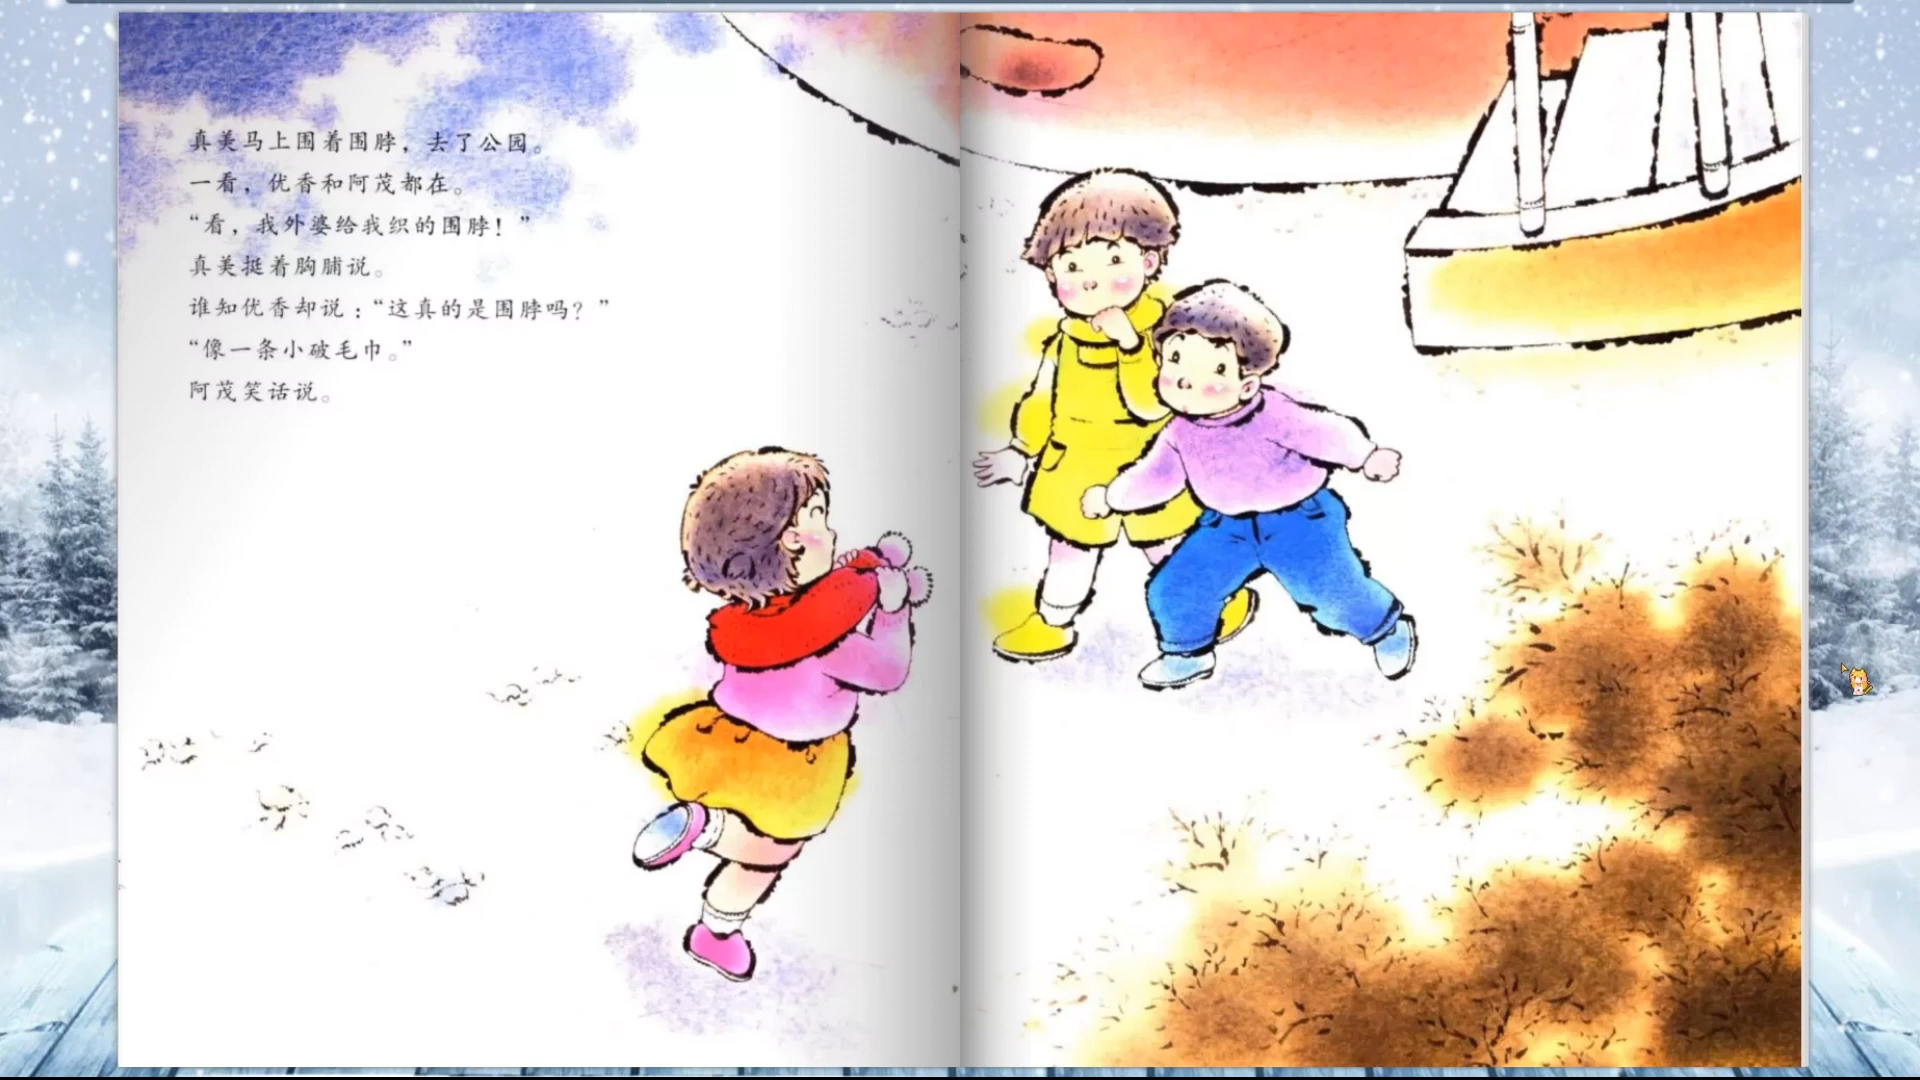 真美马上围着围脖，去了公园。
一看，优香和阿茂都在。
“看，我外婆给我织的围脖！”
真美挺着胸脯说。
谁知优香却说：“这真的是围脖吗？”
“像一条小破毛巾。”
阿茂笑话说。